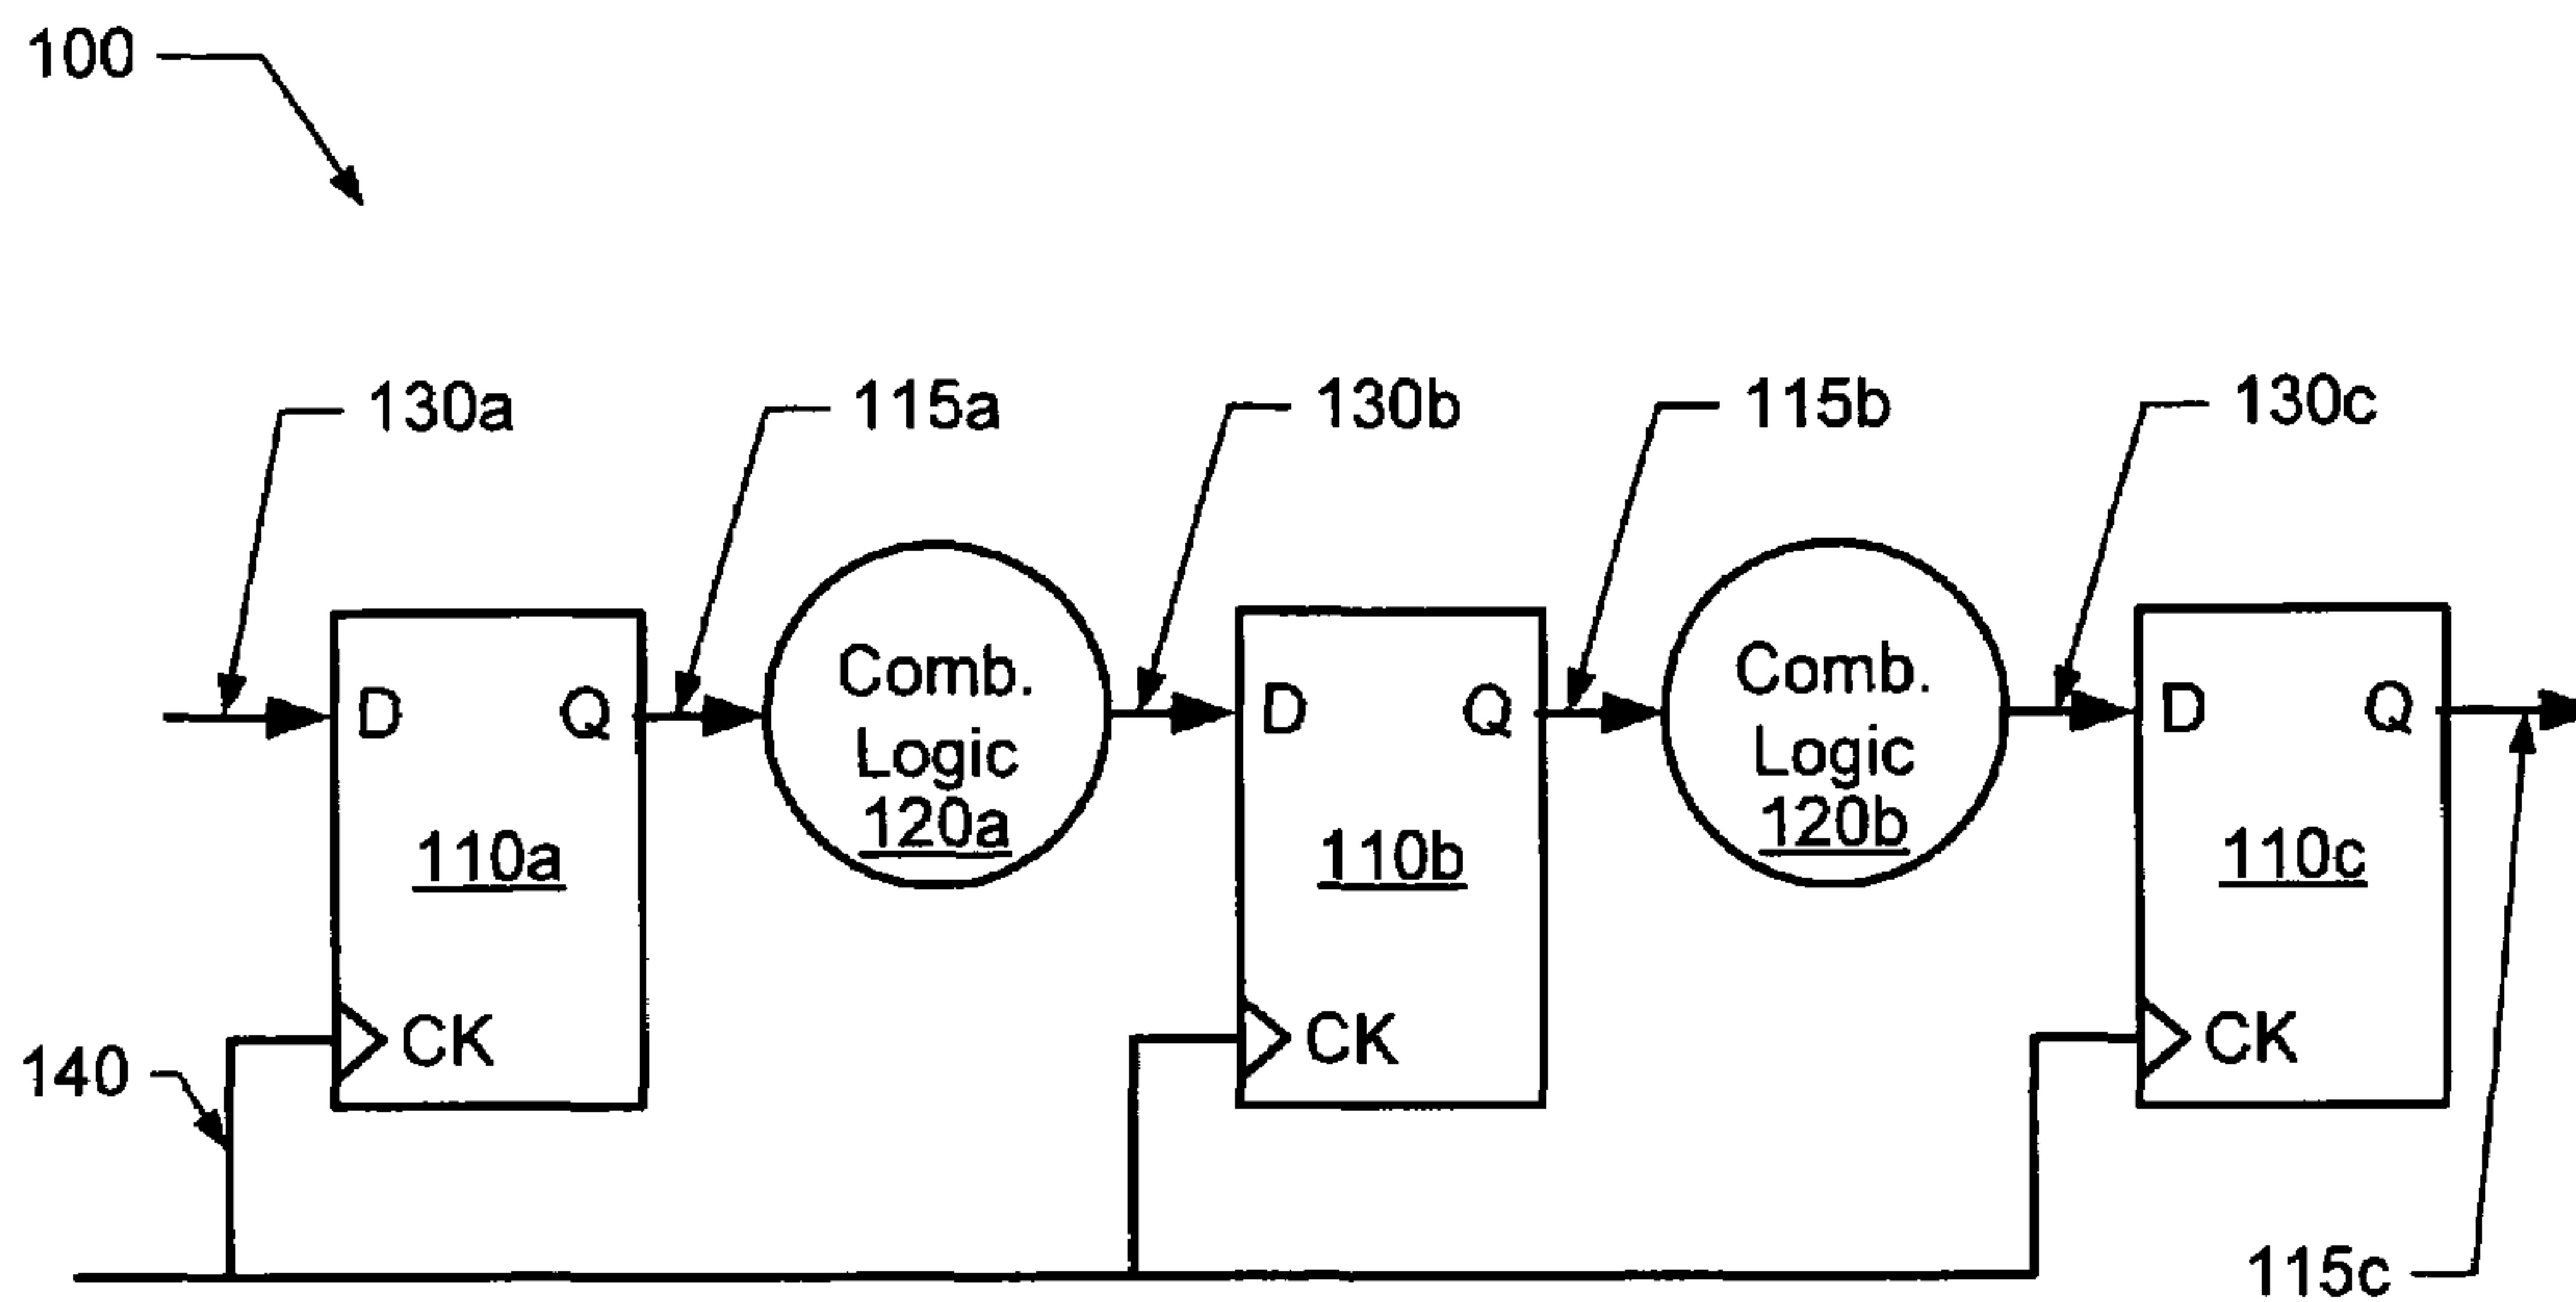 100
130a
115a
130b
115b
130c
D
Q
110a
CK
Comb.
Logic
120a
D
Q
110b
CK
Comb.
Logic
120b
D
Q
110c
CK
140
115c